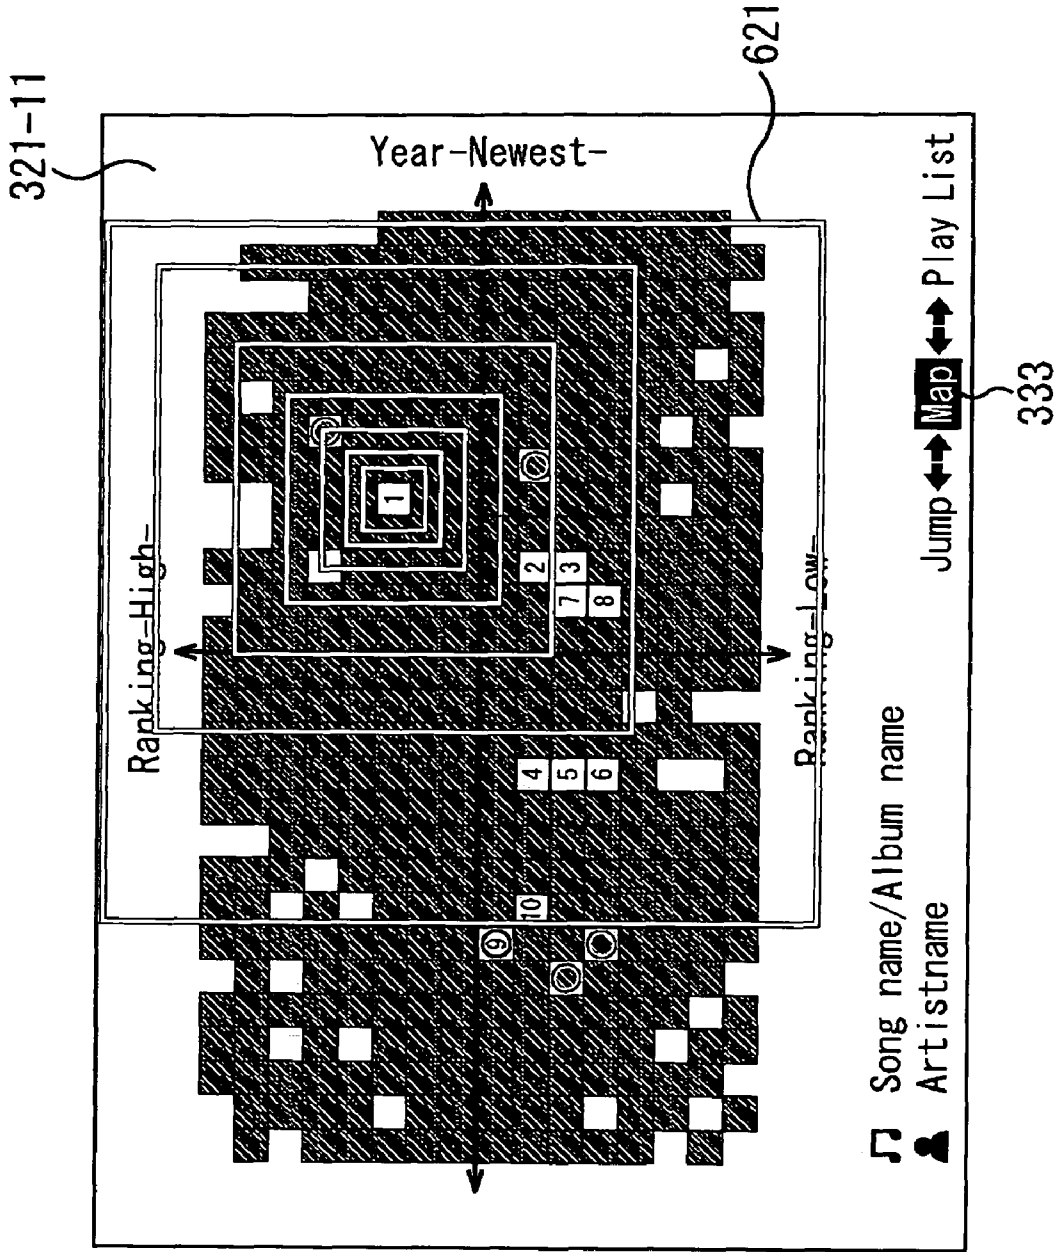 321-11
621
Year-Newest-
Ranking-High-
Ranking-Low-
1
2
3
7
8
4
5
6
10
9
Song name/Album name
Artistname
Jump Map Play List
333